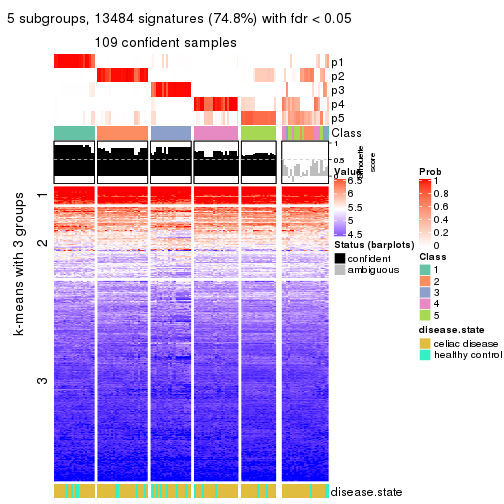 5 subgroups, 13484 signatures (74.8%) with fdr < 0.05
109 confident samples
p1
p2
p3
p4
p5
Class
1
0.5
0
silhouette
score
k-means with 3 groups
1
2
3
disease.state
Value
6.5
6
5.5
5
4.5
Status (barplots)
confident
ambiguous
Prob
1
0.8
0.6
0.4
0.2
0
Class
1
2
3
4
5
disease.state
celiac disease
healthy control